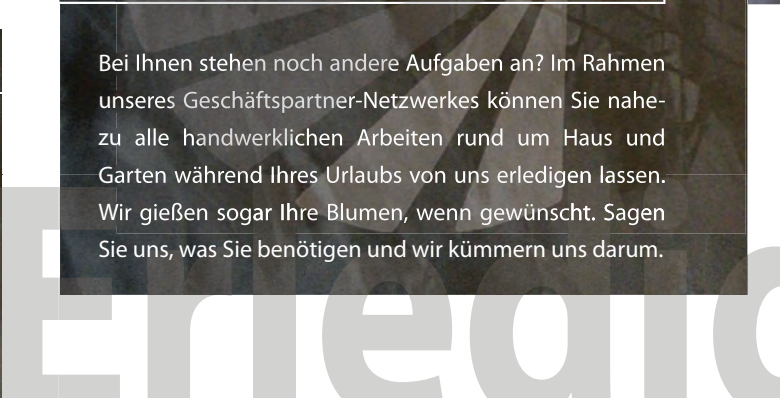 Bei Ihnen stehen noch andere Aufgaben an? Im Rahmen
unseres Geschäftspartner-Netzwerkes können Sie nahe-
zu alle handwerklichen Arbeiten rund um Haus und
Garten während Ihres Urlaubs von uns erledigen lassen.
Wir gießen sogar Ihre Blumen, wenn gewünscht. Sagen
Sie uns, was Sie benötigen und wir kümmern uns darum.